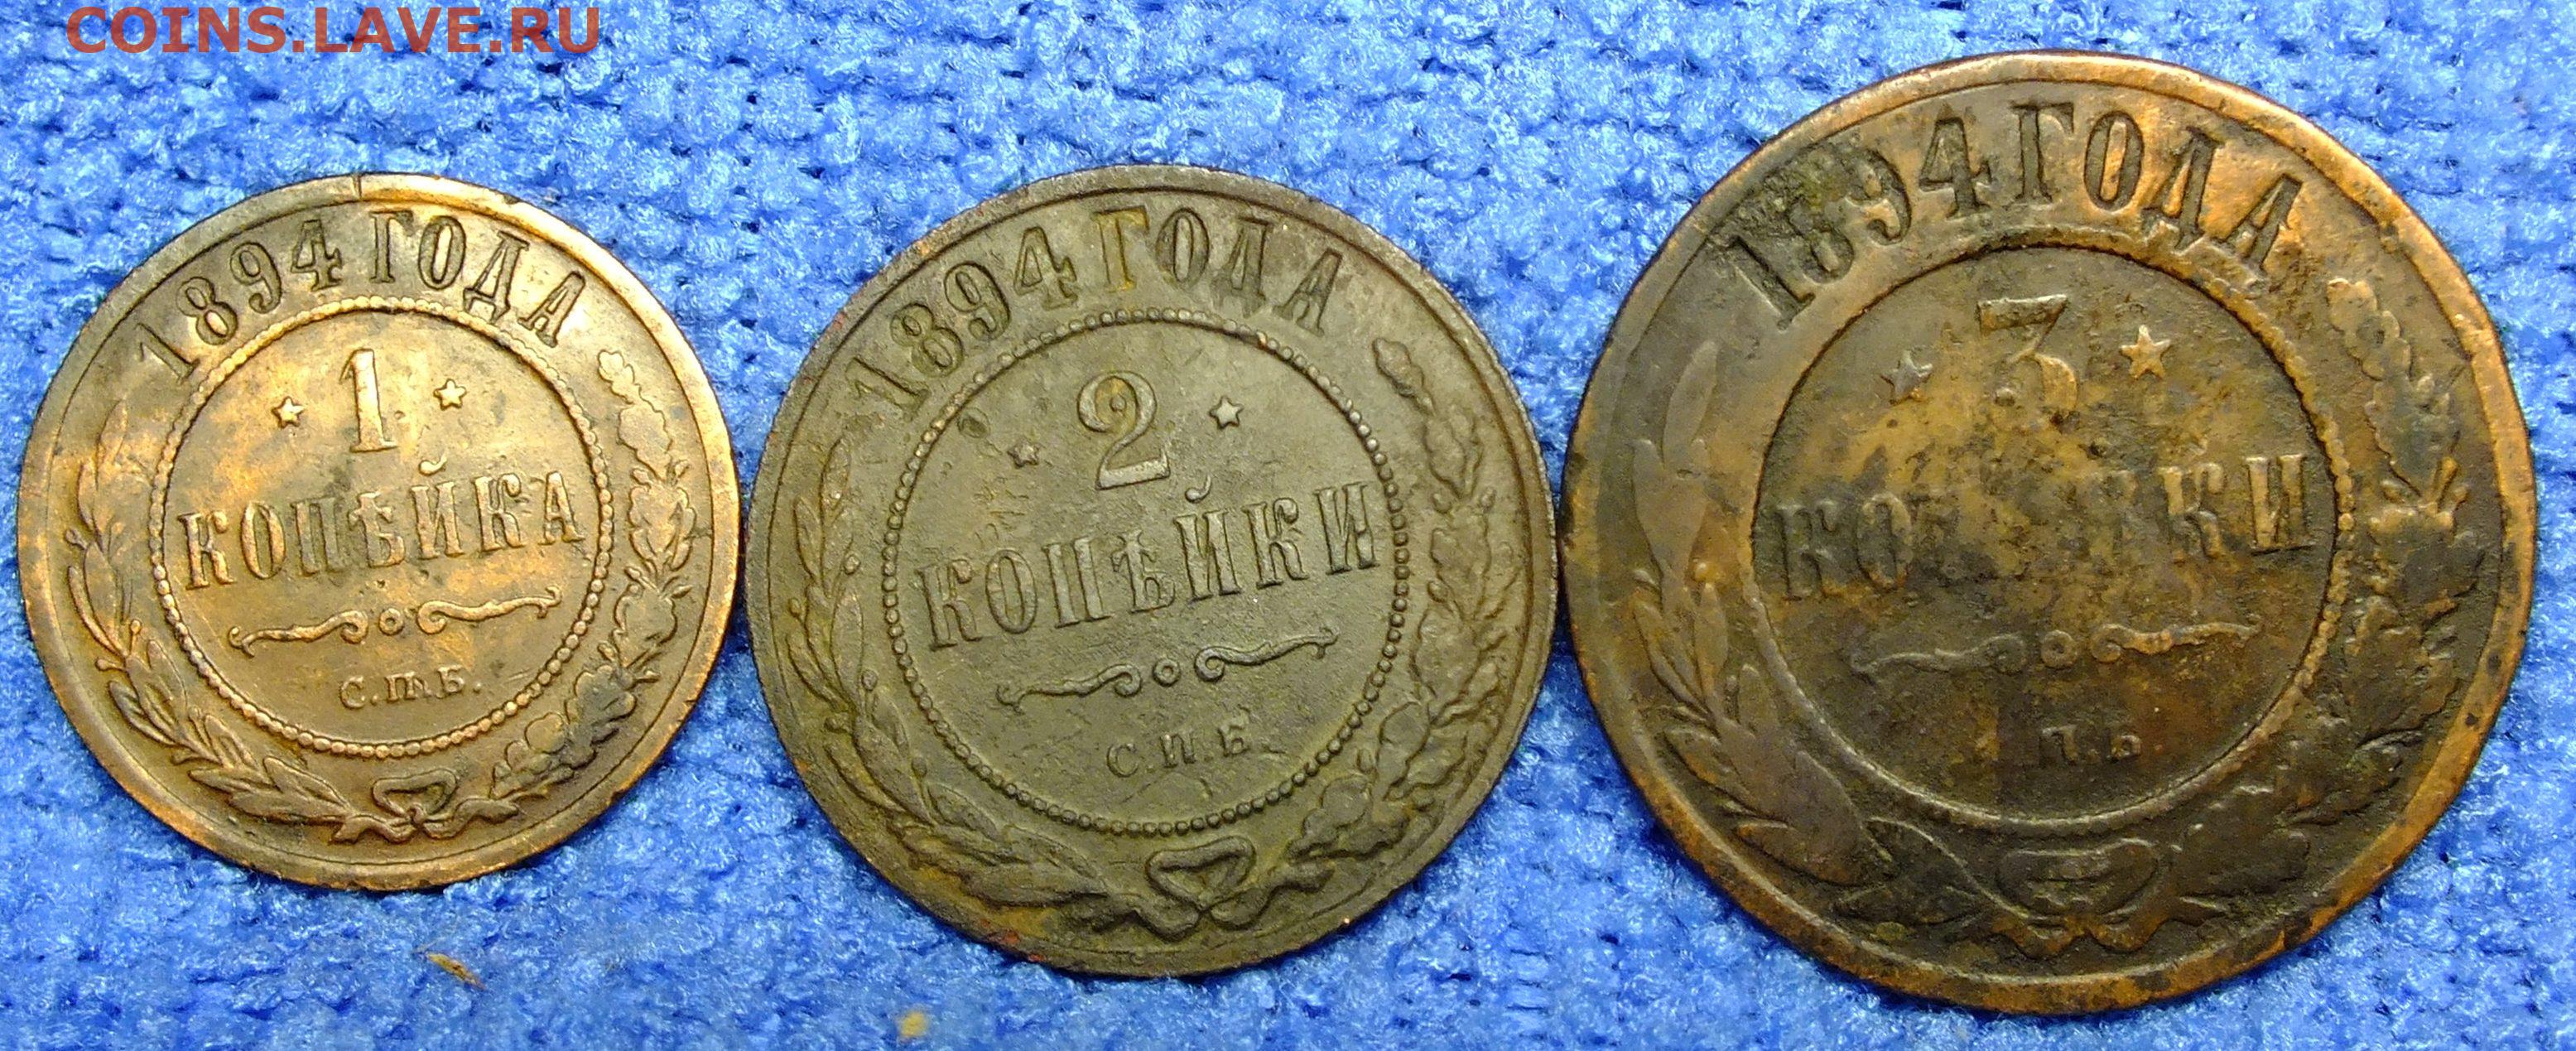 COINS.LAVE.RU
1894 ГОДА
1
КОПѢЙКА
С.П.Б.
1894 ГОДА
2
КОПѢЙКИ
С.П.Б.
1894 ГОДА
3
П.Б.